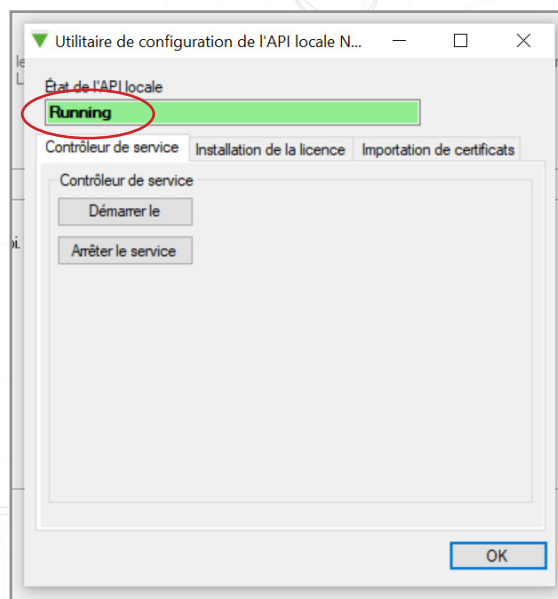 Utilitaire de configuration de l'API locale N...
État de l'API locale
Running
Contrôleur de service Installation de la licence Importation de certificats
Contrôleur de service
Démarrer le
Arrêter le service
OK